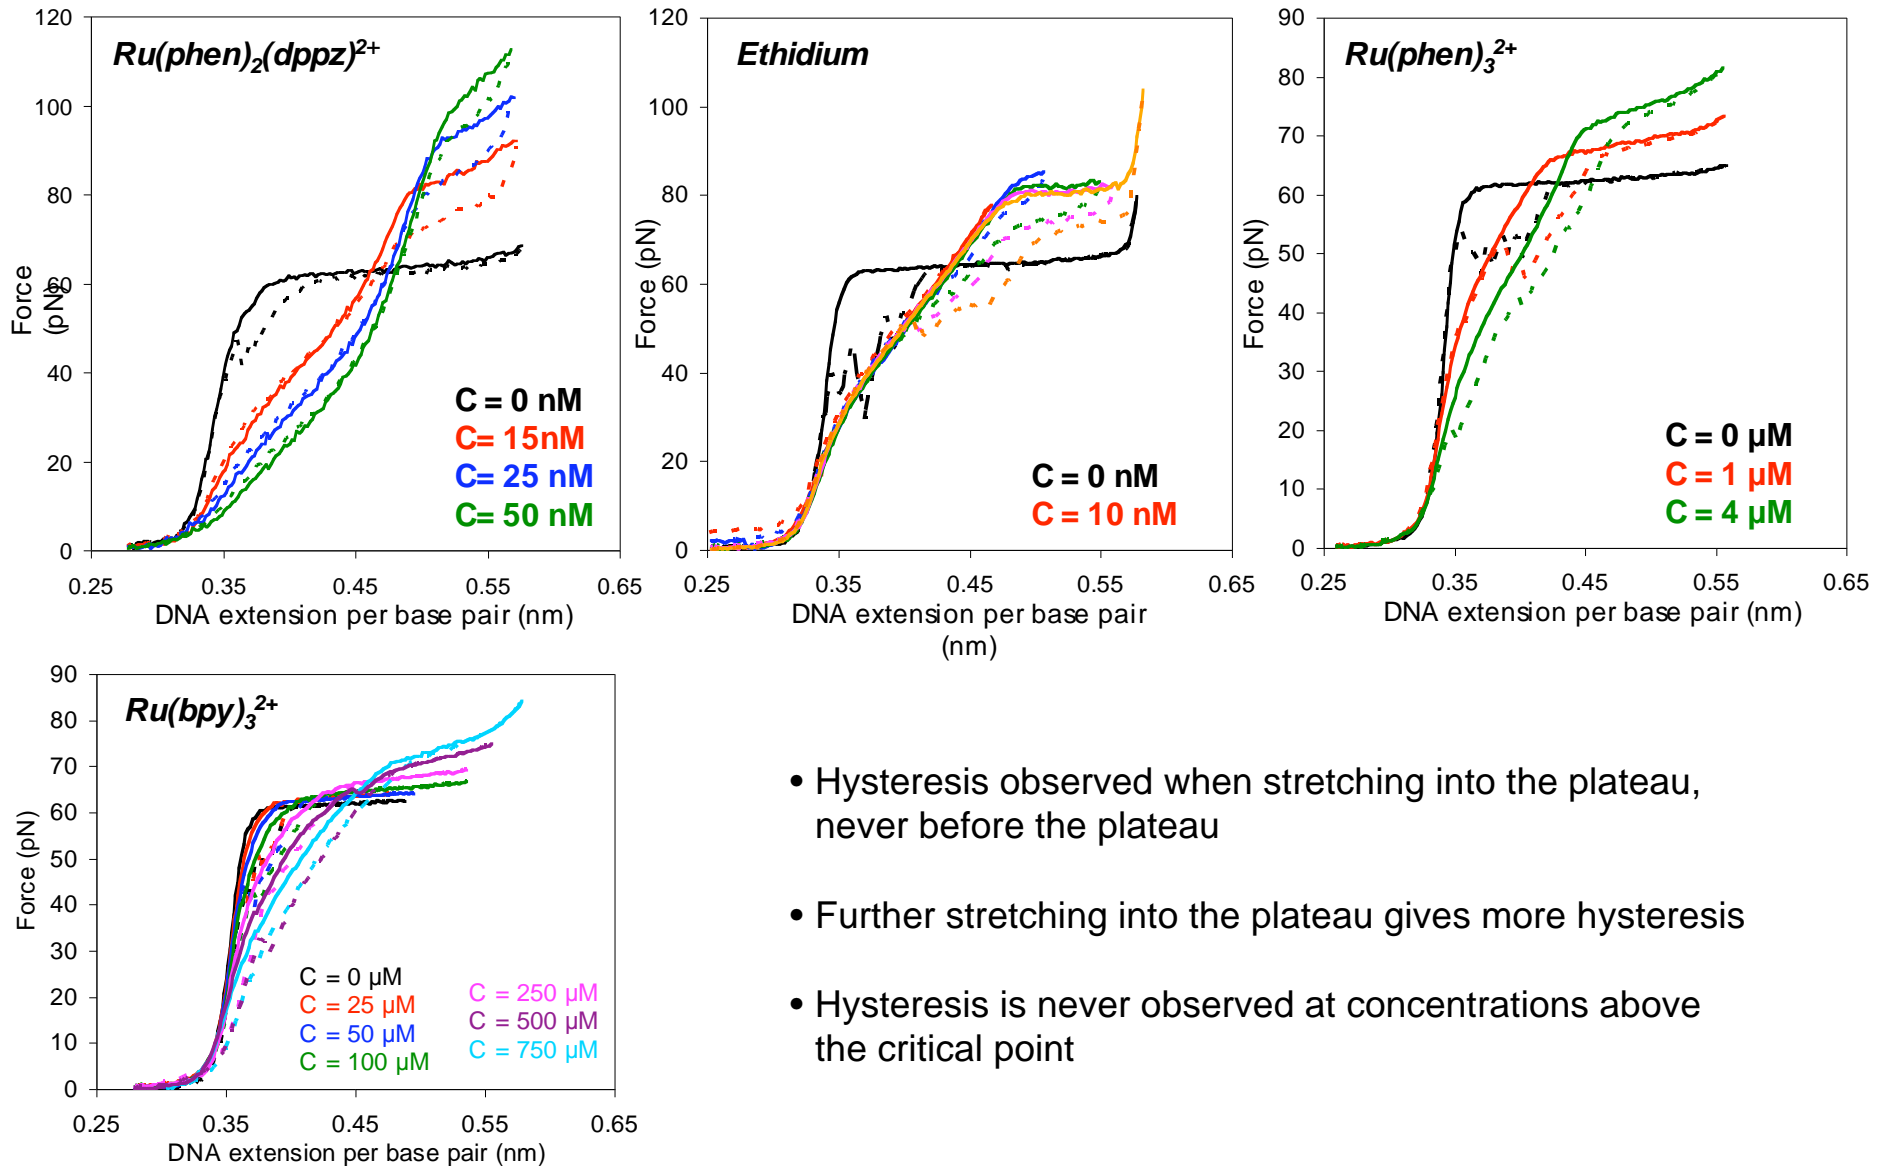 Ru(phen)₂(dppz)²⁺
120
100
80
60
40
20
0
Force
(pN)
0.25 0.35 0.45 0.55 0.65
DNA extension per base pair (nm)
C = 0 nM
C= 15nM
C= 25 nM
C= 50 nM
Ethidium
120
100
80
60
40
20
0
Force (pN)
0.25 0.35 0.45 0.55 0.65
DNA extension per base pair
(nm)
C = 0 nM
C = 10 nM
Ru(phen)₃²⁺
90
80
70
60
50
40
30
20
10
0
Force (pN)
0.25 0.35 0.45 0.55 0.65
DNA extension per base pair (nm)
C = 0 µM
C = 1 µM
C = 4 µM
Ru(bpy)₃²⁺
90
80
70
60
50
40
30
20
10
0
Force (pN)
0.25 0.35 0.45 0.55 0.65
DNA extension per base pair (nm)
C = 0 µM
C = 25 µM
C = 50 µM
C = 100 µM
C = 250 µM
C = 500 µM
C = 750 µM
• Hysteresis observed when stretching into the plateau,
never before the plateau
• Further stretching into the plateau gives more hysteresis
• Hysteresis is never observed at concentrations above
the critical point